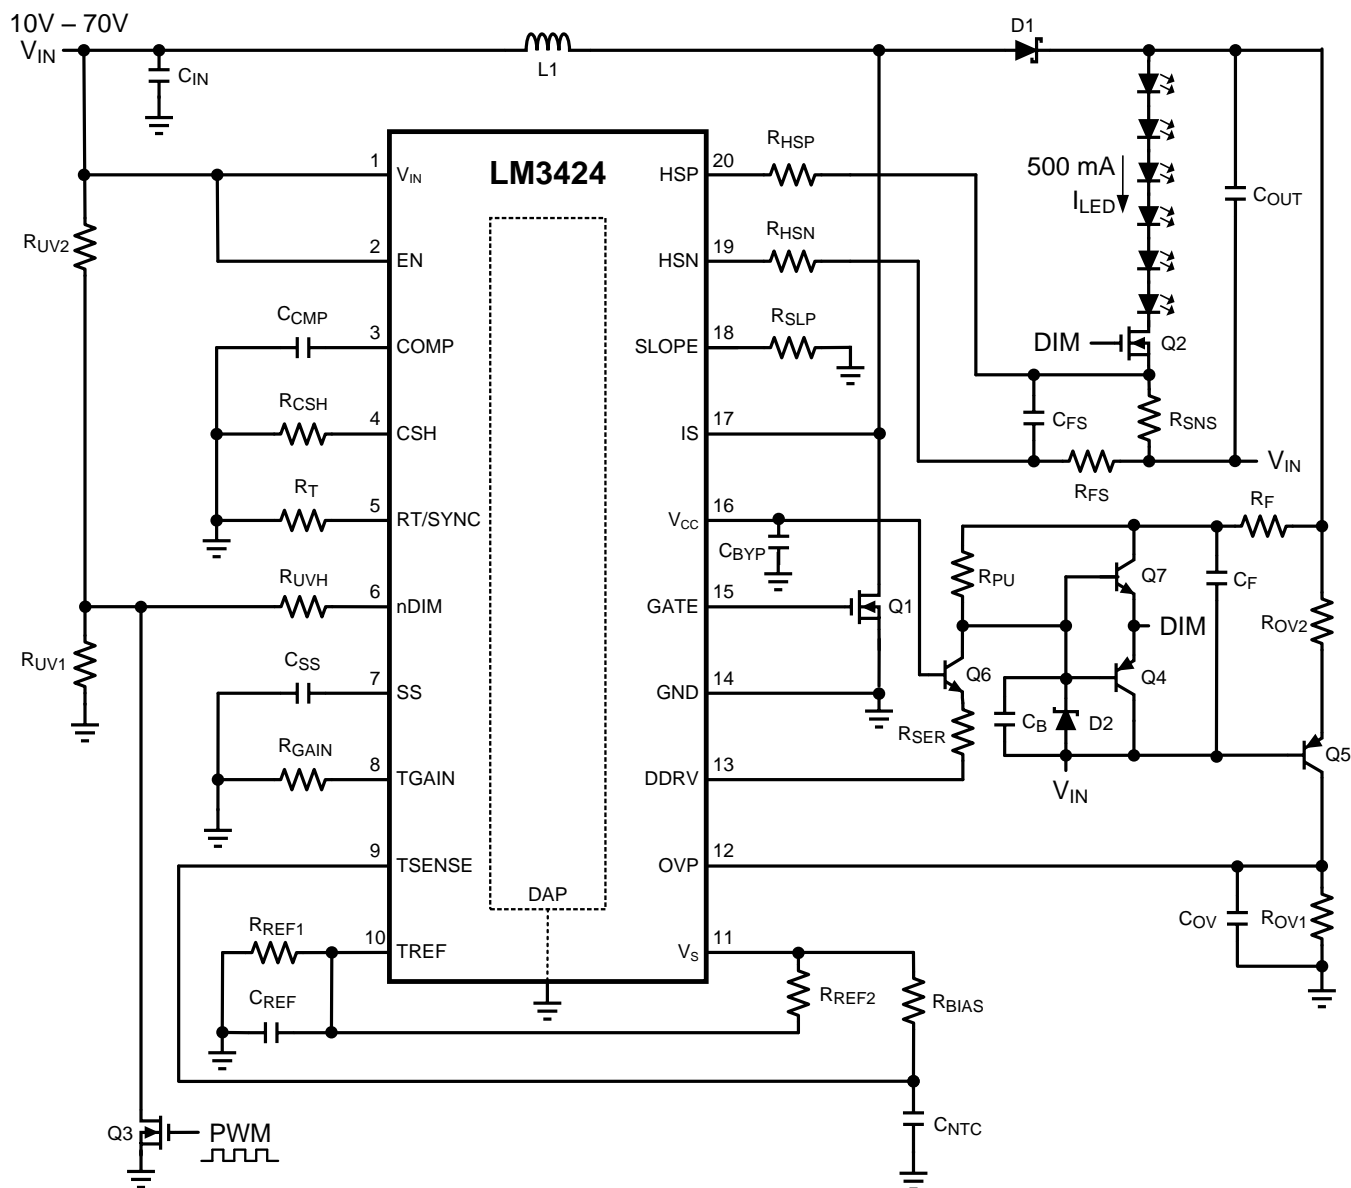 10V – 70V
VIN
CIN
L1
D1
LM3424
1
VIN
HSP
20
RHSP
500 mA
ILED
COUT
RUV2
2
EN
HSN
19
RHSN
CCMP
3
COMP
SLOPE
18
RSLP
DIM
Q2
RCSH
4
CSH
IS
17
CFS
RSNS
RFS
VIN
RT
5
RT/SYNC
VCC
16
CBYP
RF
RPU
Q7
CF
RUVH
6
nDIM
GATE
15
Q1
DIM
ROV2
RUV1
CSS
7
SS
GND
14
Q6
Q4
RSER
CB
D2
Q5
RGAIN
8
TGAIN
DDRV
13
VIN
9
TSENSE
OVP
12
DAP
COV
ROV1
RREF1
10
TREF
VS
11
CREF
RREF2
RBIAS
CNTC
Q3
PWM